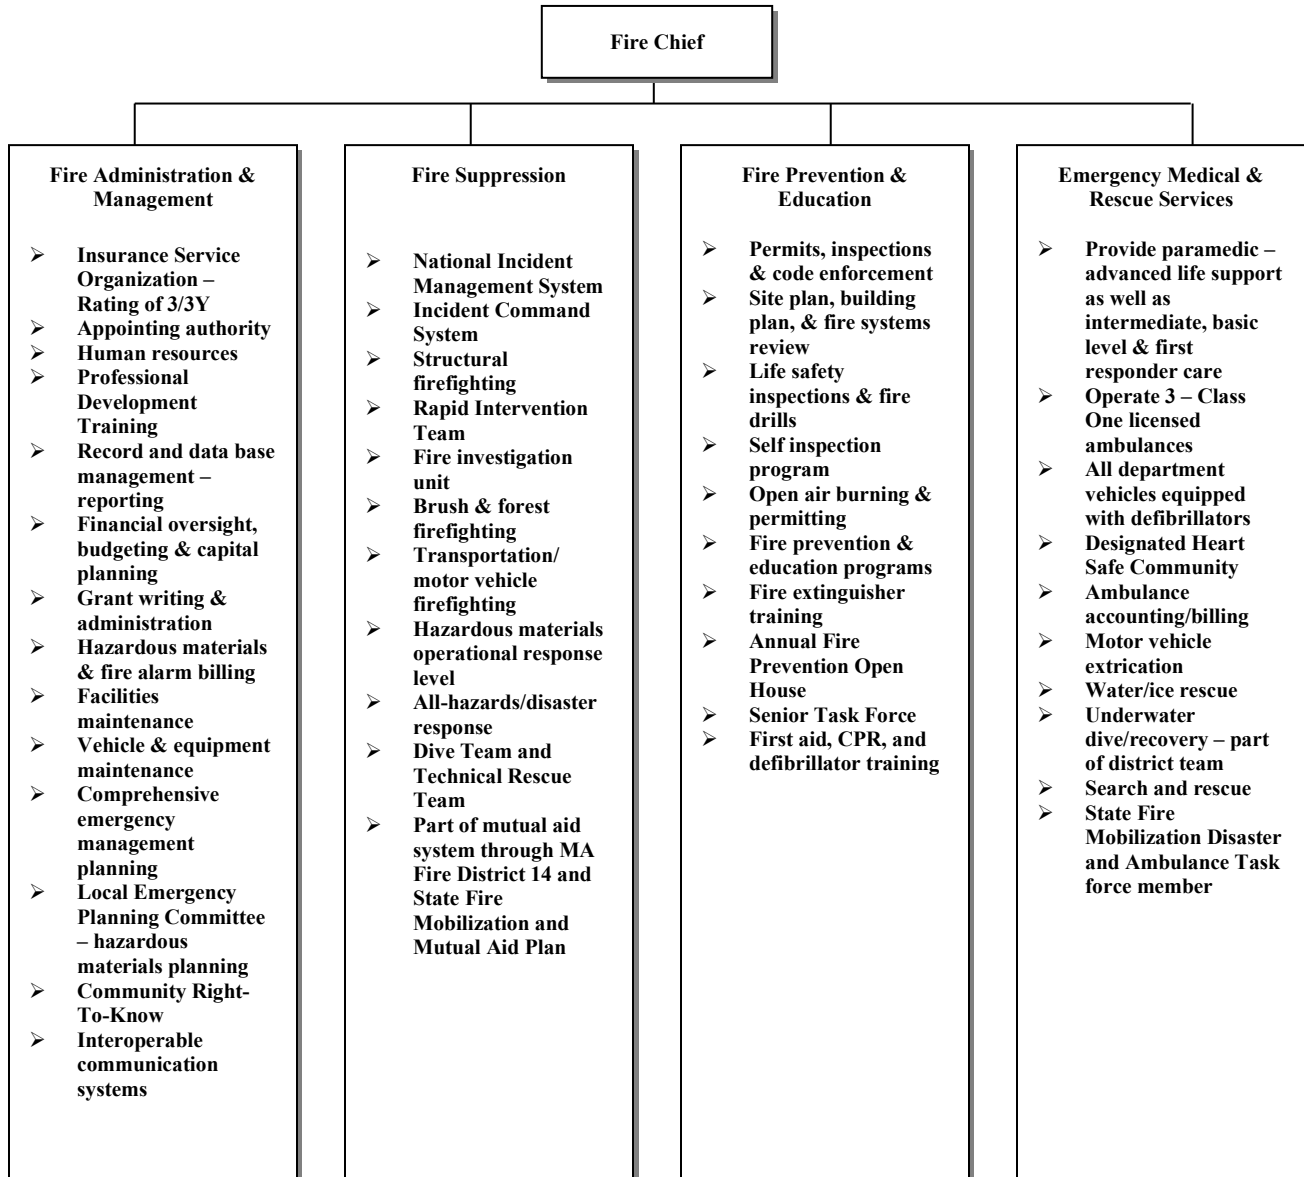 Fire Chief
Fire Administration &
Management
➢ Insurance Service
Organization –
Rating of 3/3Y
➢ Appointing authority
➢ Human resources
➢ Professional
Development
Training
➢ Record and data base
management –
reporting
➢ Financial oversight,
budgeting & capital
planning
➢ Grant writing &
administration
➢ Hazardous materials
& fire alarm billing
➢ Facilities
maintenance
➢ Vehicle & equipment
maintenance
➢ Comprehensive
emergency
management
planning
➢ Local Emergency
Planning Committee
– hazardous
materials planning
➢ Community Right-
To-Know
➢ Interoperable
communication
systems
Fire Suppression
➢ National Incident
Management System
➢ Incident Command
System
➢ Structural
firefighting
➢ Rapid Intervention
Team
➢ Fire investigation
unit
➢ Brush & forest
firefighting
➢ Transportation/
motor vehicle
firefighting
➢ Hazardous materials
operational response
level
➢ All-hazards/disaster
response
➢ Dive Team and
Technical Rescue
Team
➢ Part of mutual aid
system through MA
Fire District 14 and
State Fire
Mobilization and
Mutual Aid Plan
Fire Prevention &
Education
➢ Permits, inspections
& code enforcement
➢ Site plan, building
plan, & fire systems
review
➢ Life safety
inspections & fire
drills
➢ Self inspection
program
➢ Open air burning &
permitting
➢ Fire prevention &
education programs
➢ Fire extinguisher
training
➢ Annual Fire
Prevention Open
House
➢ Senior Task Force
➢ First aid, CPR, and
defibrillator training
Emergency Medical &
Rescue Services
➢ Provide paramedic –
advanced life support
as well as
intermediate, basic
level & first
responder care
➢ Operate 3 – Class
One licensed
ambulances
➢ All department
vehicles equipped
with defibrillators
➢ Designated Heart
Safe Community
➢ Ambulance
accounting/billing
➢ Motor vehicle
extrication
➢ Water/ice rescue
➢ Underwater
dive/recovery – part
of district team
➢ Search and rescue
➢ State Fire
Mobilization Disaster
and Ambulance Task
force member